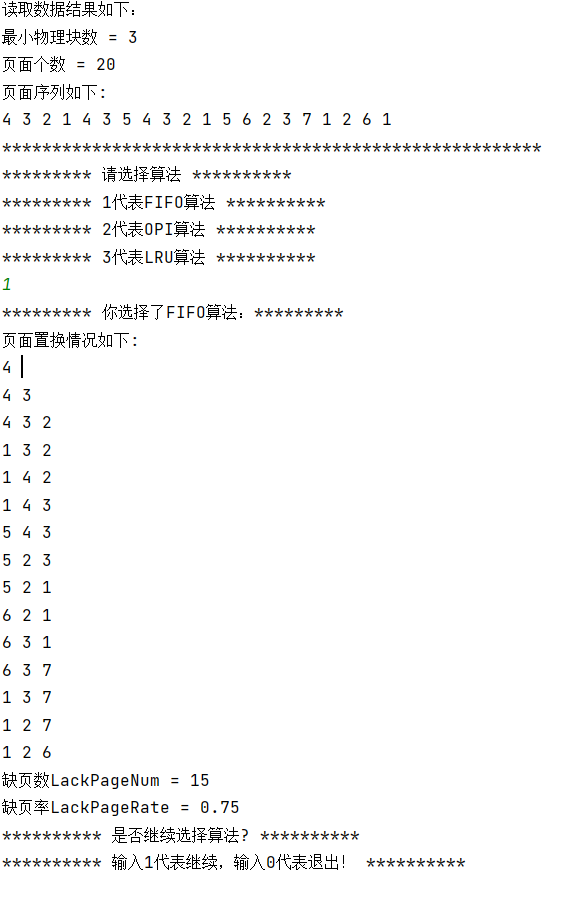 读取数据结果如下：
最小物理块数 = 3
页面个数 = 20
页面序列如下：
4 3 2 1 4 3 5 4 3 2 1 5 6 2 3 7 1 2 6 1
******************************************************
********* 请选择算法 **********
********* 1代表FIFO算法 **********
********* 2代表OPI算法 **********
********* 3代表LRU算法 **********
1
********* 你选择了FIFO算法：*********
页面置换情况如下：
4
4 3
4 3 2
1 3 2
1 4 2
1 4 3
5 4 3
5 2 3
5 2 1
6 2 1
6 3 1
6 3 7
1 3 7
1 2 7
1 2 6
缺页数LackPageNum = 15
缺页率LackPageRate = 0.75
********** 是否继续选择算法？ **********
********** 输入1代表继续，输入0代表退出！ **********